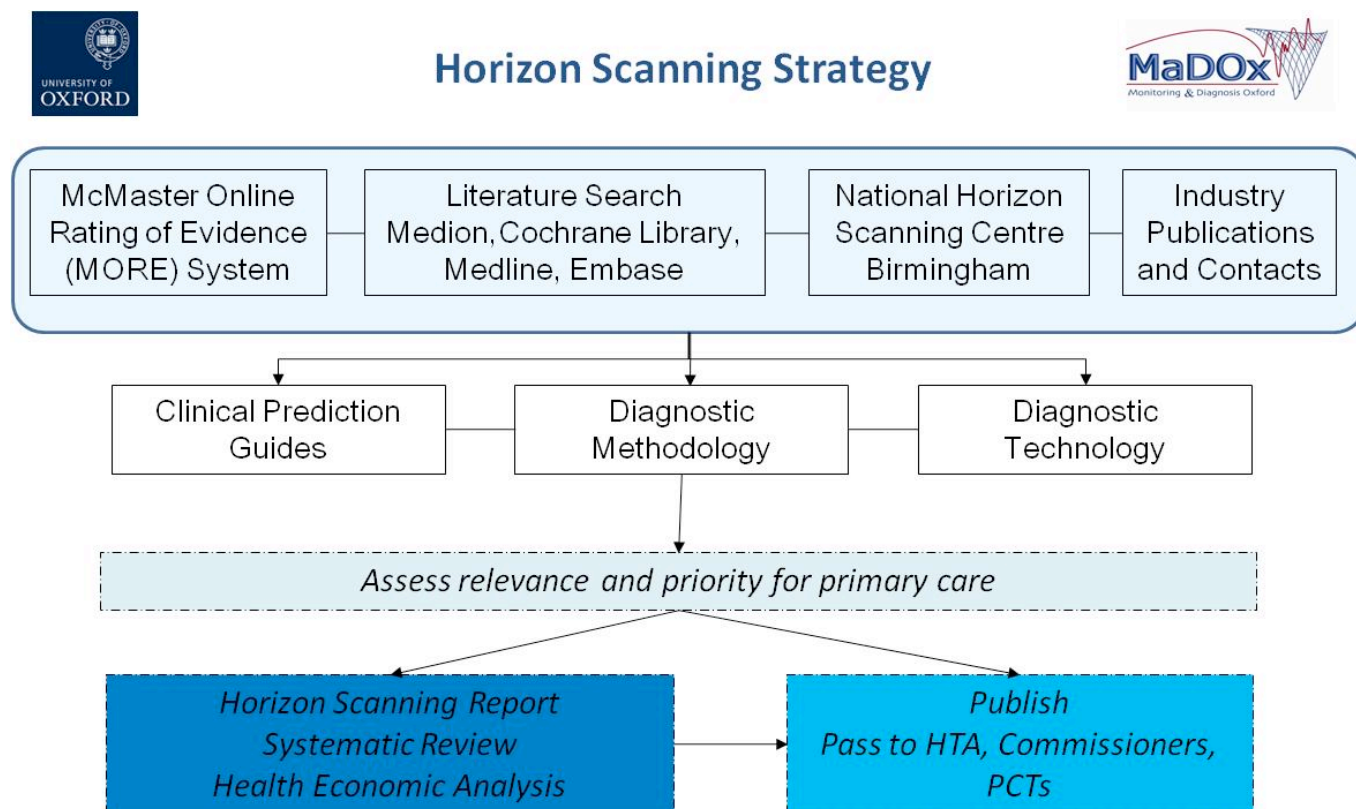 UNIVERSITY OF
OXFORD
Horizon Scanning Strategy
MaDOx
Monitoring & Diagnosis Oxford
McMaster Online
Rating of Evidence
(MORE) System
Literature Search
Medion, Cochrane Library,
Medline, Embase
National Horizon
Scanning Centre
Birmingham
Industry
Publications
and Contacts
Clinical Prediction
Guides
Diagnostic
Methodology
Diagnostic
Technology
Assess relevance and priority for primary care
Horizon Scanning Report
Systematic Review
Health Economic Analysis
Publish
Pass to HTA, Commissioners,
PCTs